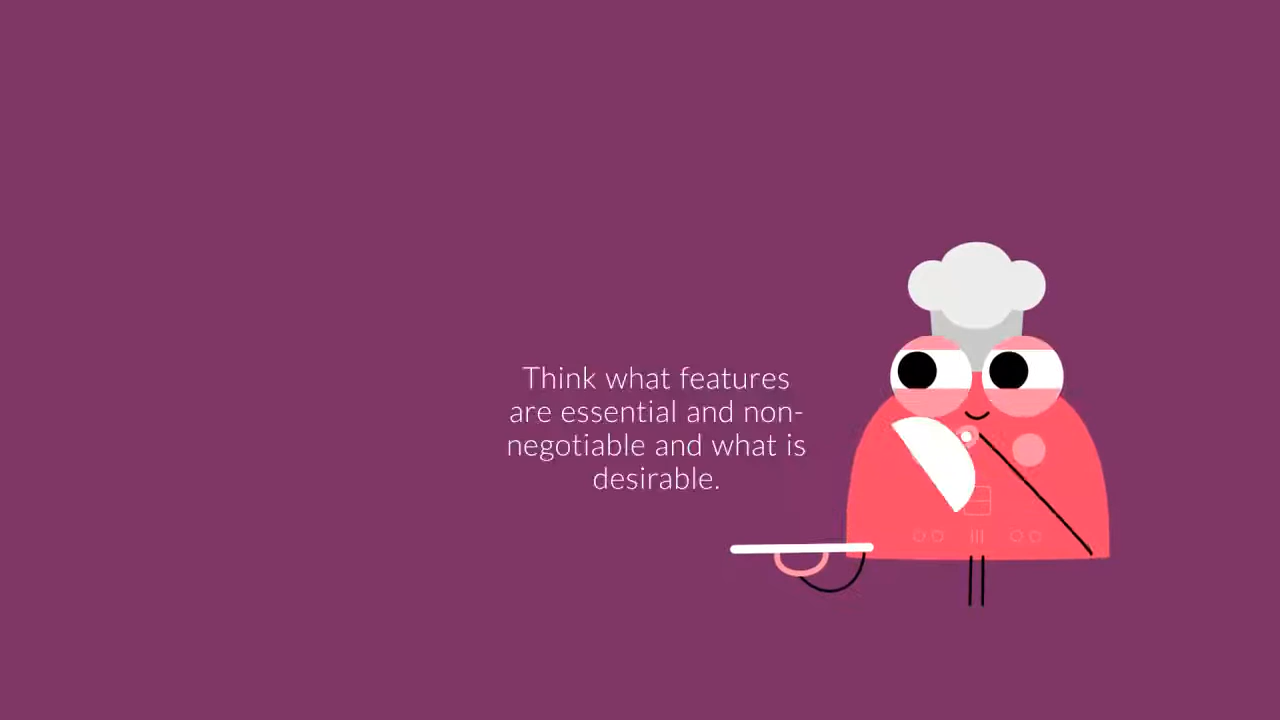 Think what features
are essential and non-
negotiable and what is
desirable.